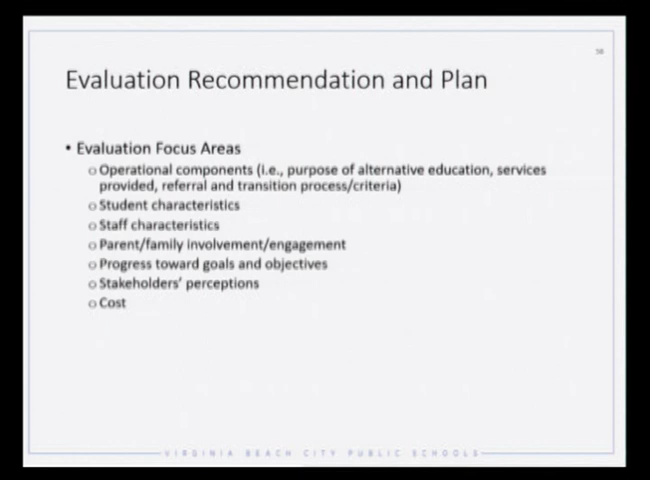 Evaluation Recommendation and Plan
• Evaluation Focus Areas
o Operational components (i.e., purpose of alternative education, services
provided, referral and transition process/criteria)
o Student characteristics
o Staff characteristics
o Parent/family involvement/engagement
o Progress toward goals and objectives
o Stakeholders' perceptions
o Cost
VIRGINIA BEACH CITY PUBLIC SCHOOLS